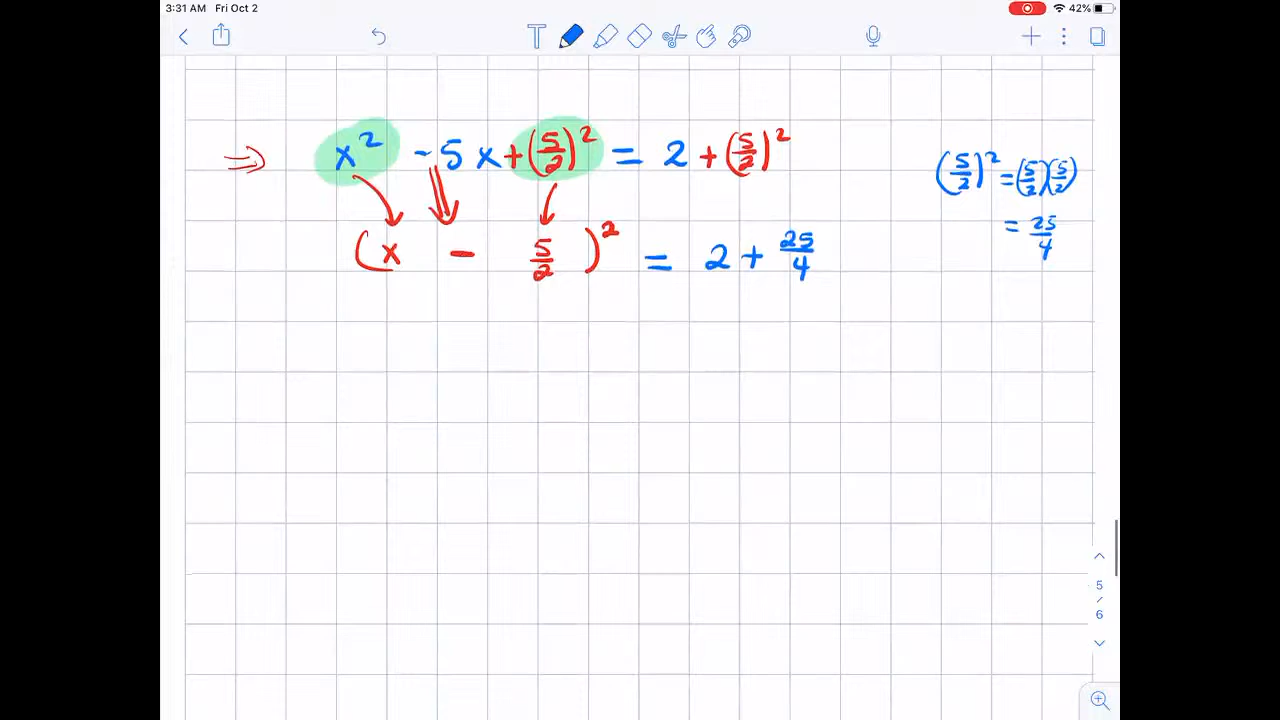 3:31 AM Fri Oct 2 42%
T
⇒ x² - 5x + (5/2)² = 2 + (5/2)²
(x - 5/2)² = 2 + 25/4
(5/2)² = (5/2)(5/2)
= 25/4
5
/
6